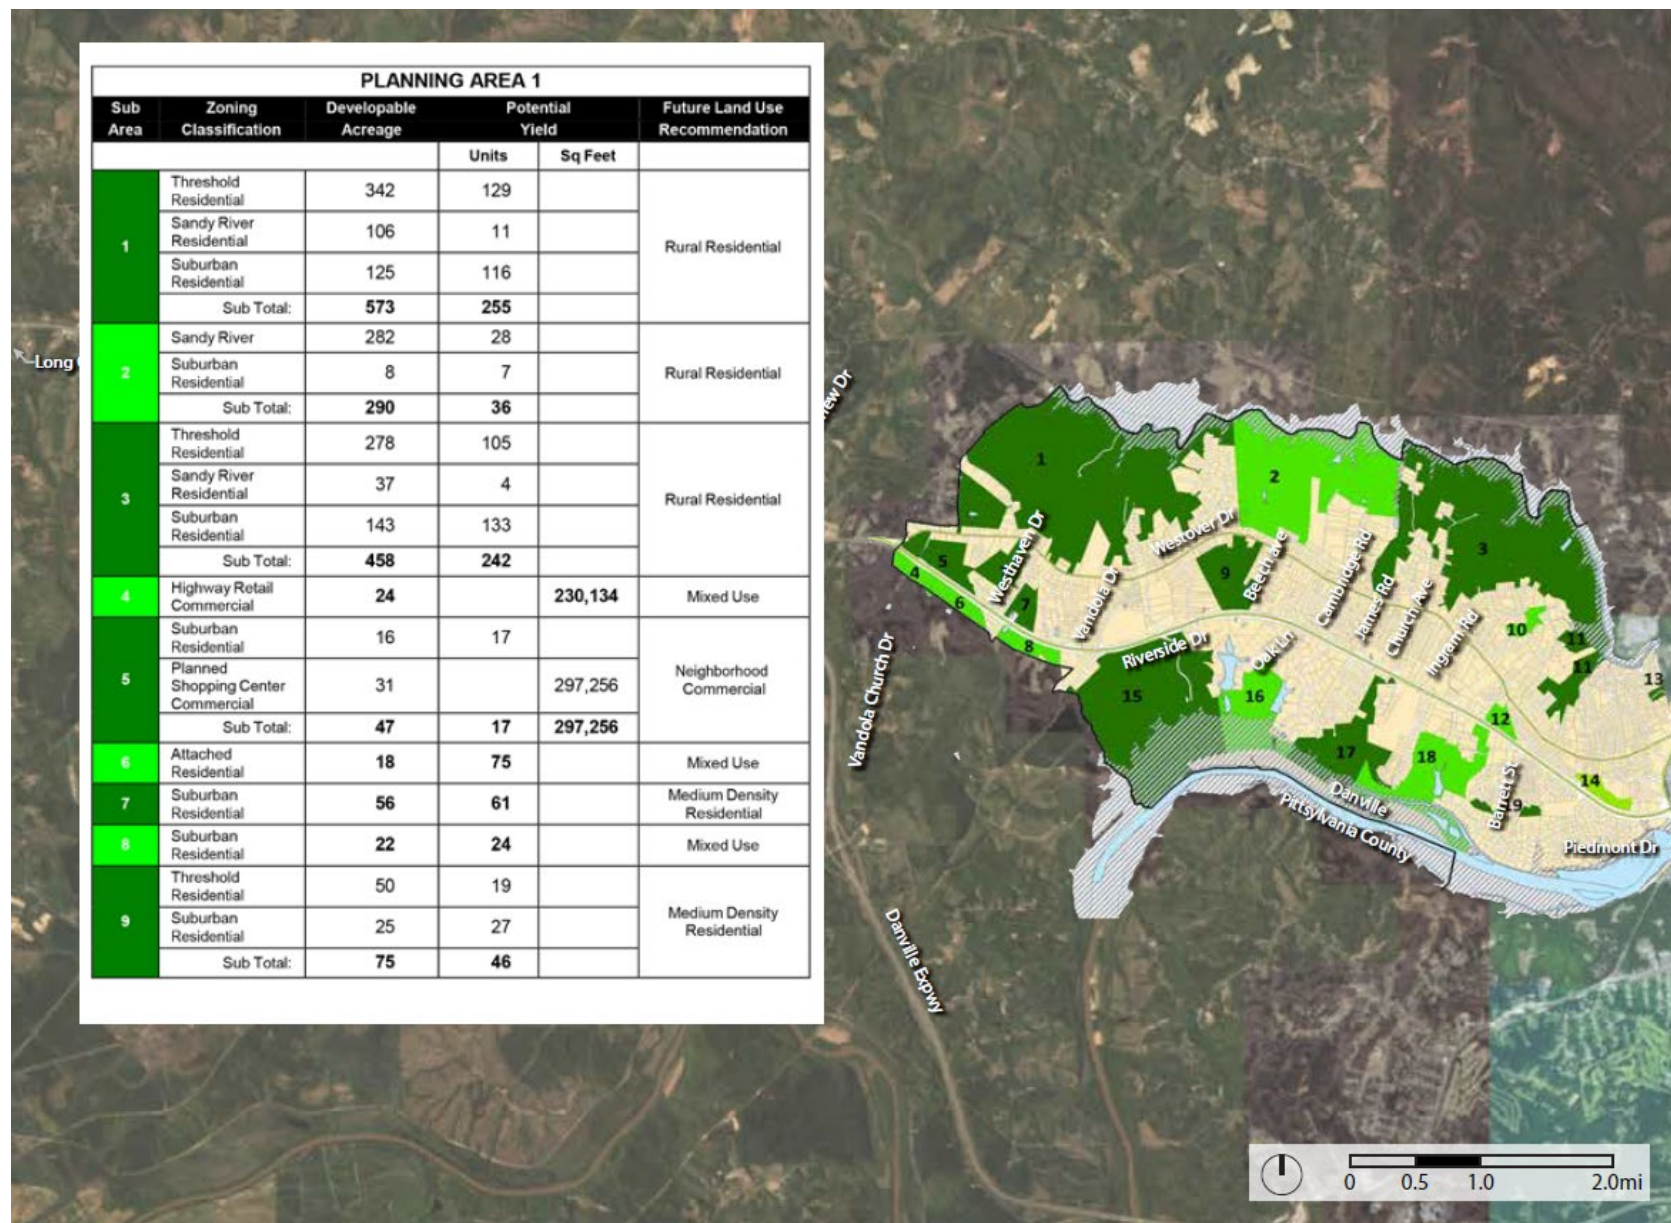 PLANNING AREA 1
Sub Area Zoning Classification Developable Acreage Potential Yield Future Land Use Recommendation
Units Sq Feet
1 Threshold Residential 342 129 Rural Residential
Sandy River Residential 106 11
Suburban Residential 125 116
Sub Total: 573 255
2 Sandy River 282 28 Rural Residential
Suburban Residential 8 7
Sub Total: 290 36
3 Threshold Residential 278 105 Rural Residential
Sandy River Residential 37 4
Suburban Residential 143 133
Sub Total: 458 242
4 Highway Retail Commercial 24 230,134 Mixed Use
5 Suburban Residential 16 17 Neighborhood Commercial
Planned Shopping Center Commercial 31 297,256
Sub Total: 47 17 297,256
6 Attached Residential 18 75 Mixed Use
7 Suburban Residential 56 61 Medium Density Residential
8 Suburban Residential 22 24 Mixed Use
9 Threshold Residential 50 19 Medium Density Residential
Suburban Residential 25 27
Sub Total: 75 46
Long
ew Dr
1
2
3
4
5
6
7
8
9
10
11
11
12
13
14
15
16
17
18
19
Westhaven Dr
Westover Dr
Vandola Dr
Beech Ave
Cambridge Rd
James Rd
Church Ave
Ingram Rd
Riverside Dr
Oak Ln
Vandola Church Dr
Barrett St
Danville
Pittsylvania County
Piedmont Dr
Danville Expwy
0 0.5 1.0 2.0mi